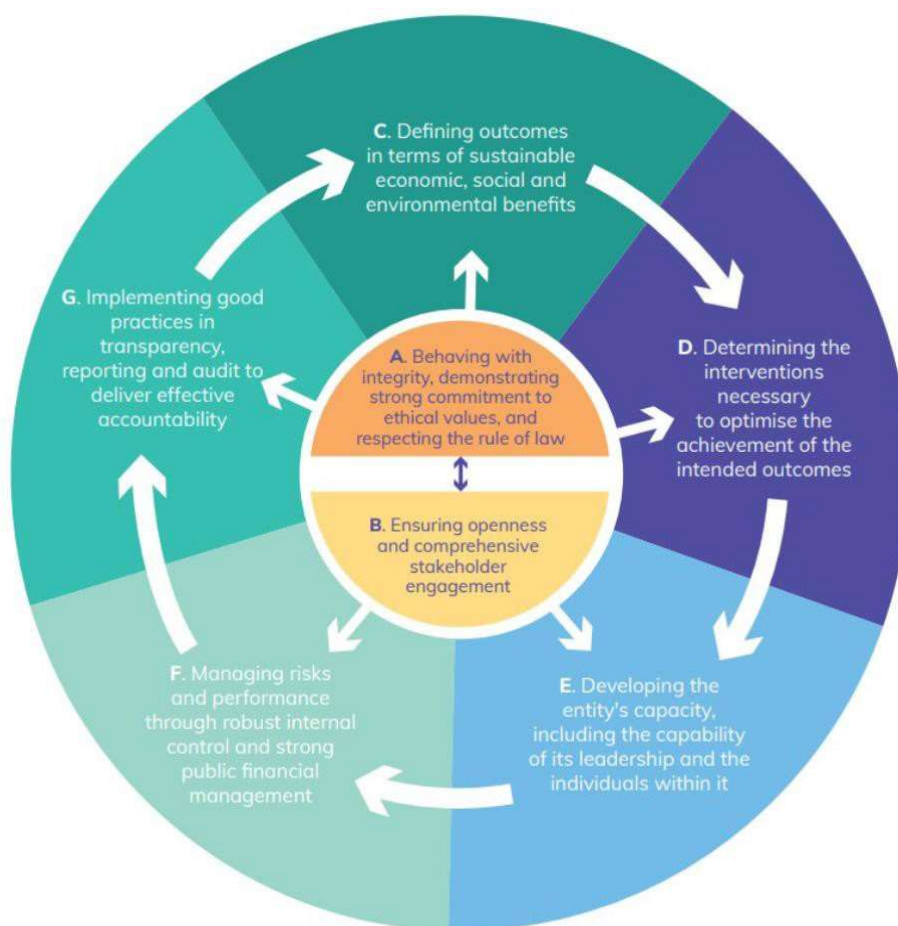 C. Defining outcomes
in terms of sustainable
economic, social and
environmental benefits
G. Implementing good
practices in
transparency,
reporting and audit to
deliver effective
accountability
A. Behaving with
integrity, demonstrating
strong commitment to
ethical values, and
respecting the rule of law
D. Determining the
interventions
necessary
to optimise the
achievement of the
intended outcomes
B. Ensuring openness
and comprehensive
stakeholder
engagement
F. Managing risks
and performance
through robust internal
control and strong
public financial
management
E. Developing the
entity's capacity,
including the capability
of its leadership and the
individuals within it